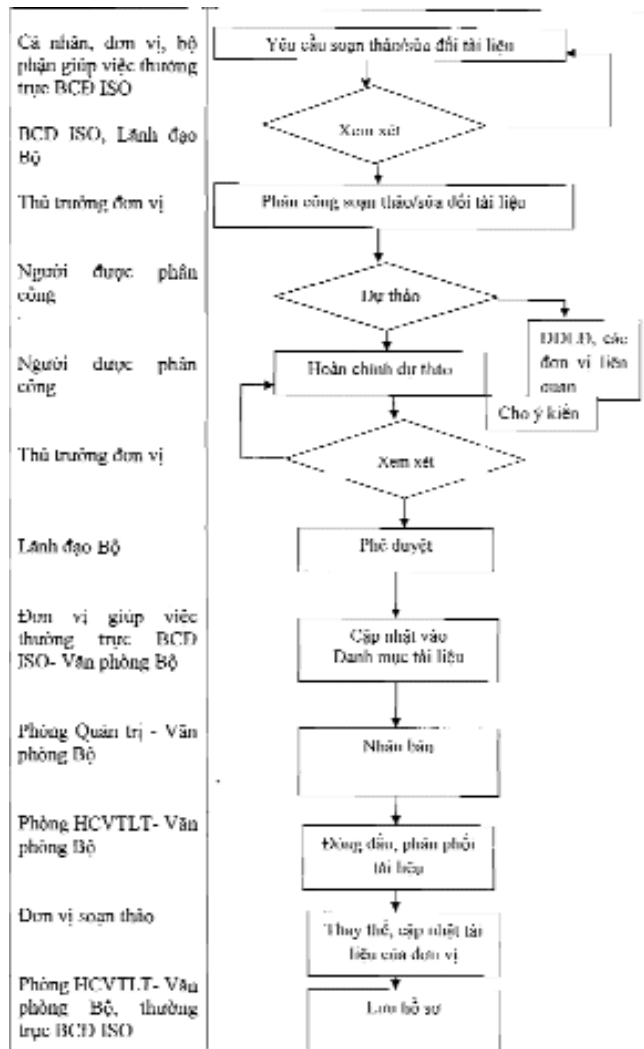 Cá nhân, đơn vị, bộ
phận giúp việc thường
trực BCĐ ISO
Yêu cầu soạn thảo/sửa đổi tài liệu
BCĐ ISO, Lãnh đạo
Bộ
Xem xét
Thủ trưởng đơn vị
Phân công soạn thảo/sửa đổi tài liệu
Người được phân
công
Dự thảo
ĐDLĐ, các
đơn vị liên
quan
Cho ý kiến
Người được phân
công
Hoàn chỉnh dự thảo
Thủ trưởng đơn vị
Xem xét
Lãnh đạo Bộ
Phê duyệt
Đơn vị giúp việc
thường trực BCĐ
ISO- Văn phòng Bộ
Cập nhật vào
Danh mục tài liệu
Phòng Quản trị - Văn
phòng Bộ
Nhân bản
Phòng HCVTLT- Văn
phòng Bộ
Đóng dấu, phân phối
tài liệu
Đơn vị soạn thảo
Thay thế, cập nhật tài
liệu của đơn vị
Phòng HCVTLT- Văn
phòng Bộ, thường
trực BCĐ ISO
Lưu hồ sơ